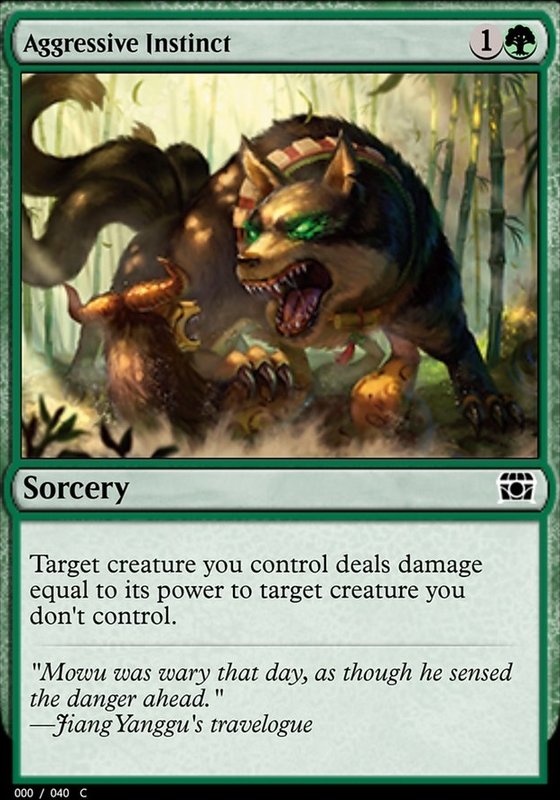 Aggressive Instinct 1
Sorcery
Target creature you control deals damage
equal to its power to target creature you
don't control.
"Mowu was wary that day, as though he sensed
the danger ahead."
—Jiang Yanggu's travelogue
000 / 040 C